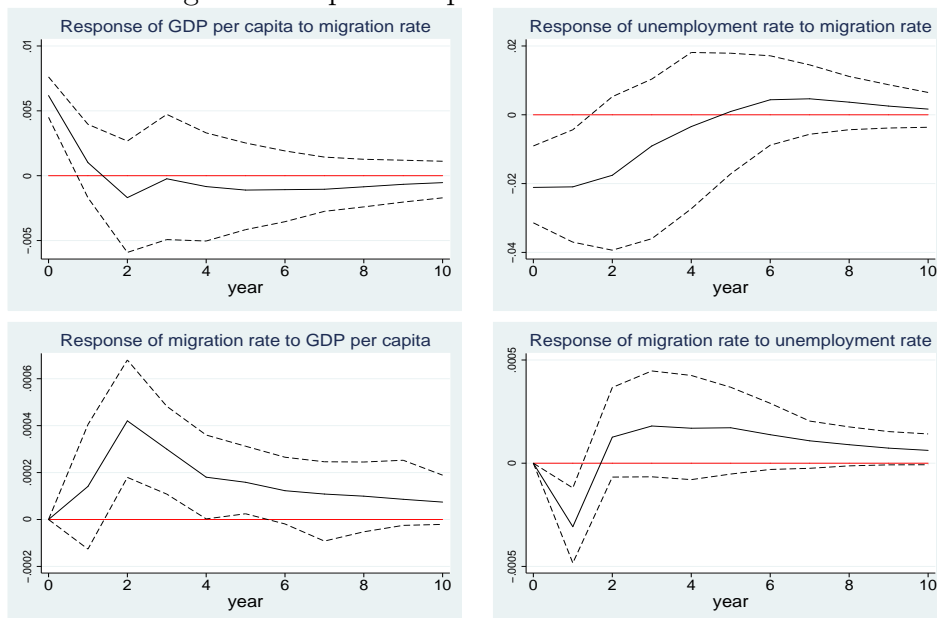 Response of GDP per capita to migration rate
.01
.005
0
-.005
0 2 4 6 8 10
year
Response of unemployment rate to migration rate
.02
0
-.02
-.04
0 2 4 6 8 10
year
Response of migration rate to GDP per capita
.0006
.0004
.0002
0
-.0002
0 2 4 6 8 10
year
Response of migration rate to unemployment rate
.0005
0
-.0005
0 2 4 6 8 10
year